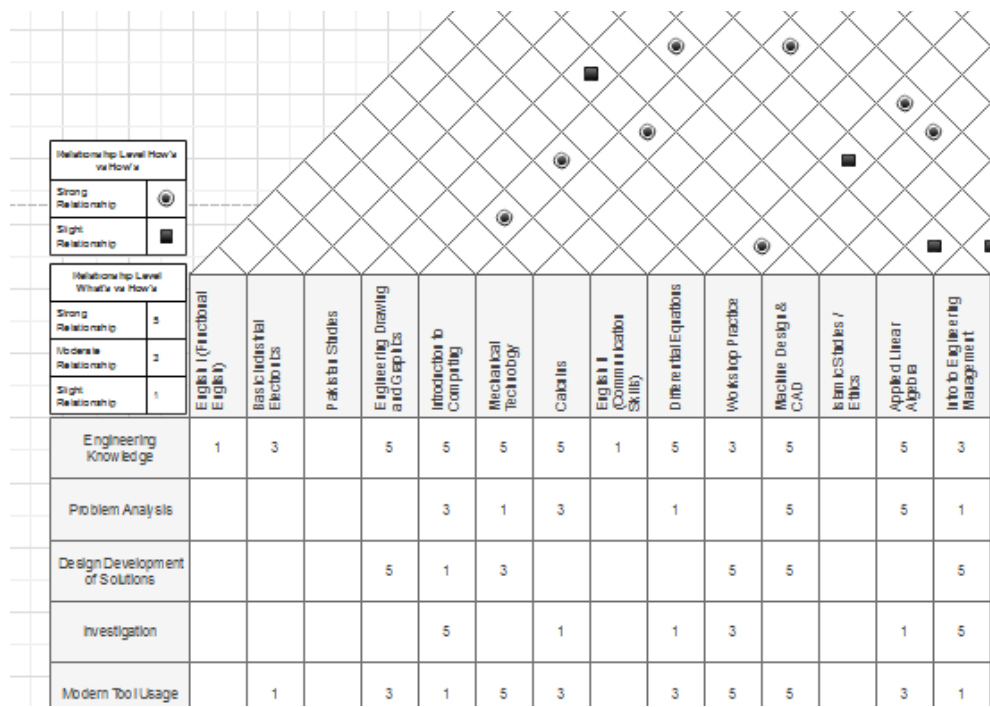 Relationship Level How's
vs How's
Strong
Relationship
Slight
Relationship
Relationship Level
What's vs How's
Strong
Relationship
5
Moderate
Relationship
3
Slight
Relationship
1
English I (Functional
English)
Basic Industrial
Electronics
Pakistan Studies
Engineering Drawing
and Graphics
Introduction to
Computing
Mechanical
Technology
Calculus
English II
(Communication
Skills)
Differential Equations
Workshop Practice
Machine Design &
CAD
Islamic Studies /
Ethics
Applied Linear
Algebra
Intro to Engineering
Management
Engineering
Knowledge
1 3 5 5 5 5 1 5 3 5 5 3
Problem Analysis
3 1 3 1 5 5 1
Design Development
of Solutions
5 1 3 5 5 5
Investigation
5 1 1 3 1 5
Modern Tool Usage
1 3 1 5 3 3 5 5 3 1